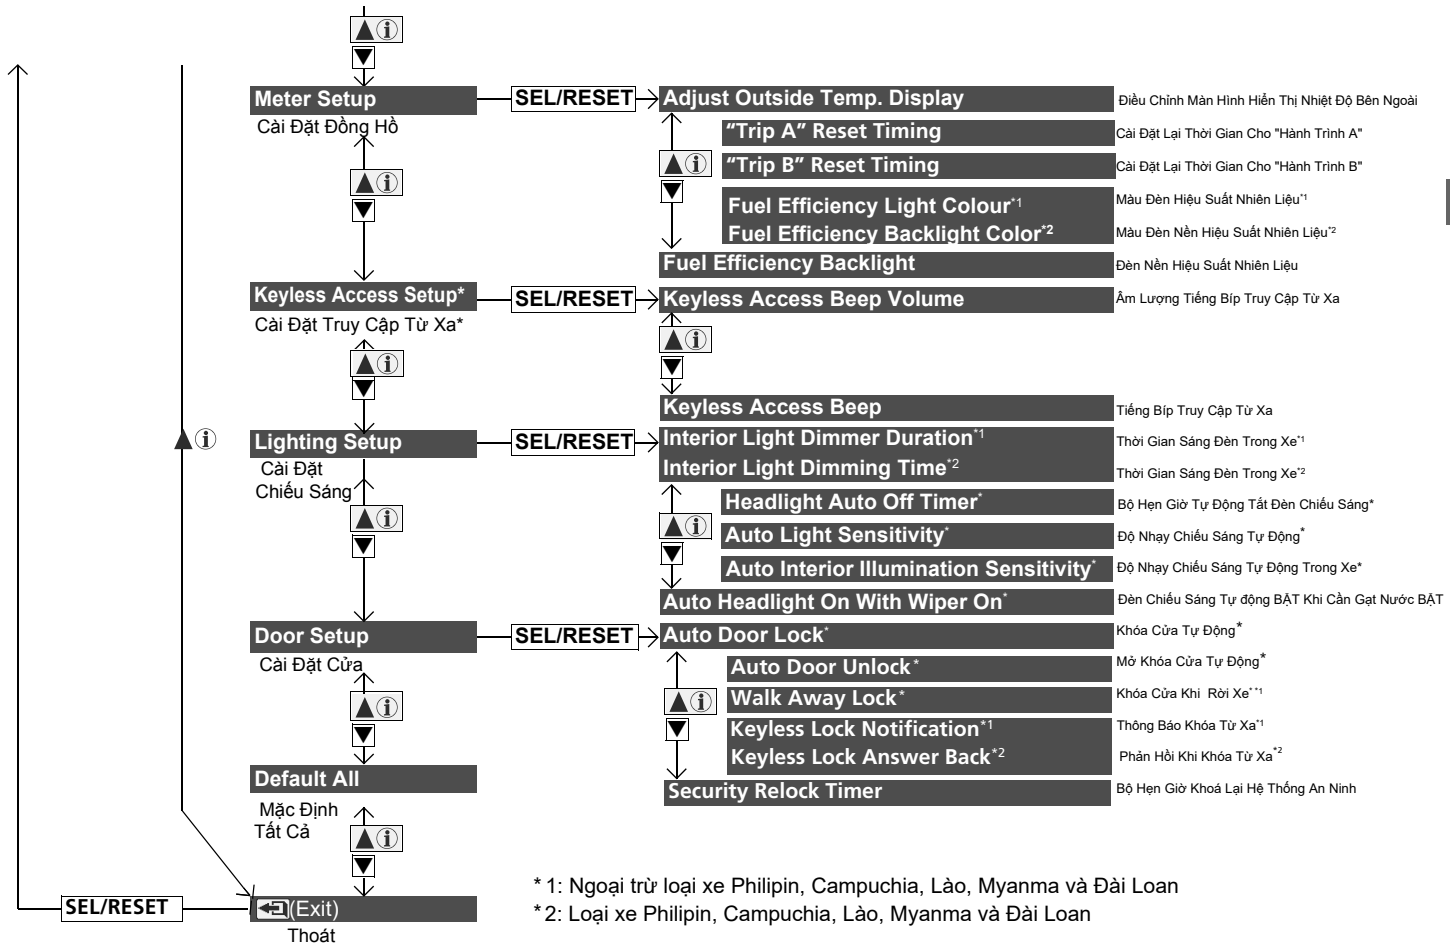 Meter Setup
Cài Đặt Đồng Hồ
SEL/RESET
Adjust Outside Temp. Display
Điều Chỉnh Màn Hình Hiển Thị Nhiệt Độ Bên Ngoài
“Trip A” Reset Timing
Cài Đặt Lại Thời Gian Cho "Hành Trình A"
“Trip B” Reset Timing
Cài Đặt Lại Thời Gian Cho "Hành Trình B"
Fuel Efficiency Light Colour*1
Màu Đèn Hiệu Suất Nhiên Liệu*1
Fuel Efficiency Backlight Color*2
Màu Đèn Nền Hiệu Suất Nhiên Liệu*2
Fuel Efficiency Backlight
Đèn Nền Hiệu Suất Nhiên Liệu
Keyless Access Setup*
Cài Đặt Truy Cập Từ Xa*
SEL/RESET
Keyless Access Beep Volume
Âm Lượng Tiếng Bíp Truy Cập Từ Xa
Keyless Access Beep
Tiếng Bíp Truy Cập Từ Xa
Lighting Setup
Cài Đặt
Chiếu Sáng
SEL/RESET
Interior Light Dimmer Duration*1
Thời Gian Sáng Đèn Trong Xe*1
Interior Light Dimming Time*2
Thời Gian Sáng Đèn Trong Xe*2
Headlight Auto Off Timer*
Bộ Hẹn Giờ Tự Động Tắt Đèn Chiếu Sáng*
Auto Light Sensitivity*
Độ Nhạy Chiếu Sáng Tự Động*
Auto Interior Illumination Sensitivity*
Độ Nhạy Chiếu Sáng Tự Động Trong Xe*
Auto Headlight On With Wiper On*
Đèn Chiếu Sáng Tự động BẬT Khi Cần Gạt Nước BẬT
Door Setup
Cài Đặt Cửa
SEL/RESET
Auto Door Lock*
Khóa Cửa Tự Động*
Auto Door Unlock*
Mở Khóa Cửa Tự Động*
Walk Away Lock*
Khóa Cửa Khi Rời Xe* *1
Keyless Lock Notification*1
Thông Báo Khóa Từ Xa*1
Keyless Lock Answer Back*2
Phản Hồi Khi Khóa Từ Xa*2
Security Relock Timer
Bộ Hẹn Giờ Khoá Lại Hệ Thống An Ninh
Default All
Mặc Định
Tất Cả
SEL/RESET
(Exit)
Thoát
* 1: Ngoại trừ loại xe Philipin, Campuchia, Lào, Myanma và Đài Loan
* 2: Loại xe Philipin, Campuchia, Lào, Myanma và Đài Loan